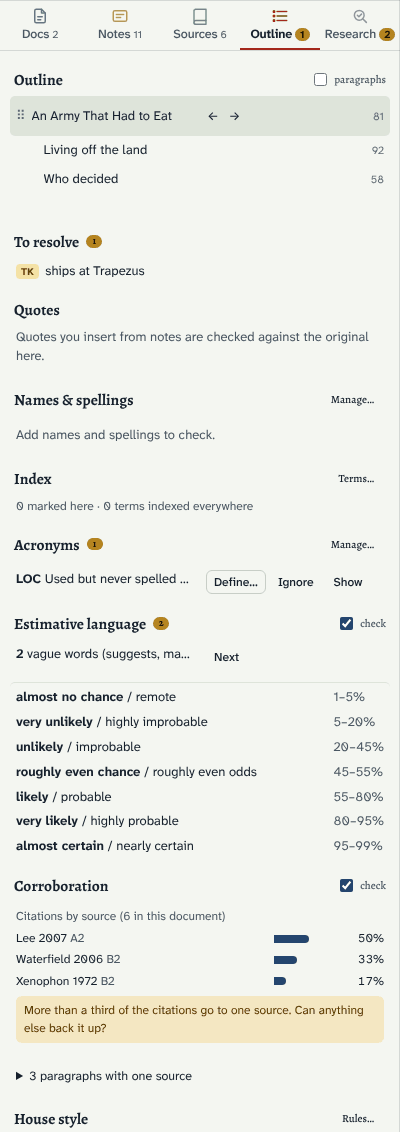 Docs 2
Notes 11
Sources 6
Outline 1
Research 2
Outline
paragraphs
An Army That Had to Eat ← → 81
Living off the land 92
Who decided 58
To resolve 1
TK ships at Trapezus
Quotes
Quotes you insert from notes are checked against the original
here.
Names & spellings Manage...
Add names and spellings to check.
Index Terms...
0 marked here · 0 terms indexed everywhere
Acronyms 1 Manage...
LOC Used but never spelled ... Define... Ignore Show
Estimative language 2 check
2 vague words (suggests, ma... Next
almost no chance / remote 1–5%
very unlikely / highly improbable 5–20%
unlikely / improbable 20–45%
roughly even chance / roughly even odds 45–55%
likely / probable 55–80%
very likely / highly probable 80–95%
almost certain / nearly certain 95–99%
Corroboration check
Citations by source (6 in this document)
Lee 2007 A2 50%
Waterfield 2006 B2 33%
Xenophon 1972 B2 17%
More than a third of the citations go to one source. Can anything
else back it up?
3 paragraphs with one source
House style Rules...